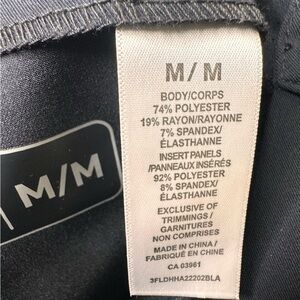 M / M
BODY/CORPS
74% POLYESTER
19% RAYON/RAYONNE
7% SPANDEX/
ÉLASTHANNE
INSERT PANELS
/PANNEAUX INSÉRÉS
92% POLYESTER
8% SPANDEX/
ÉLASTHANNE
EXCLUSIVE OF
TRIMMINGS /
GARNITURES
NON COMPRISES
MADE IN CHINA /
FABRIQUÉ EN CHINE
CA 03961
3FLDHHA22202BLA
M/M